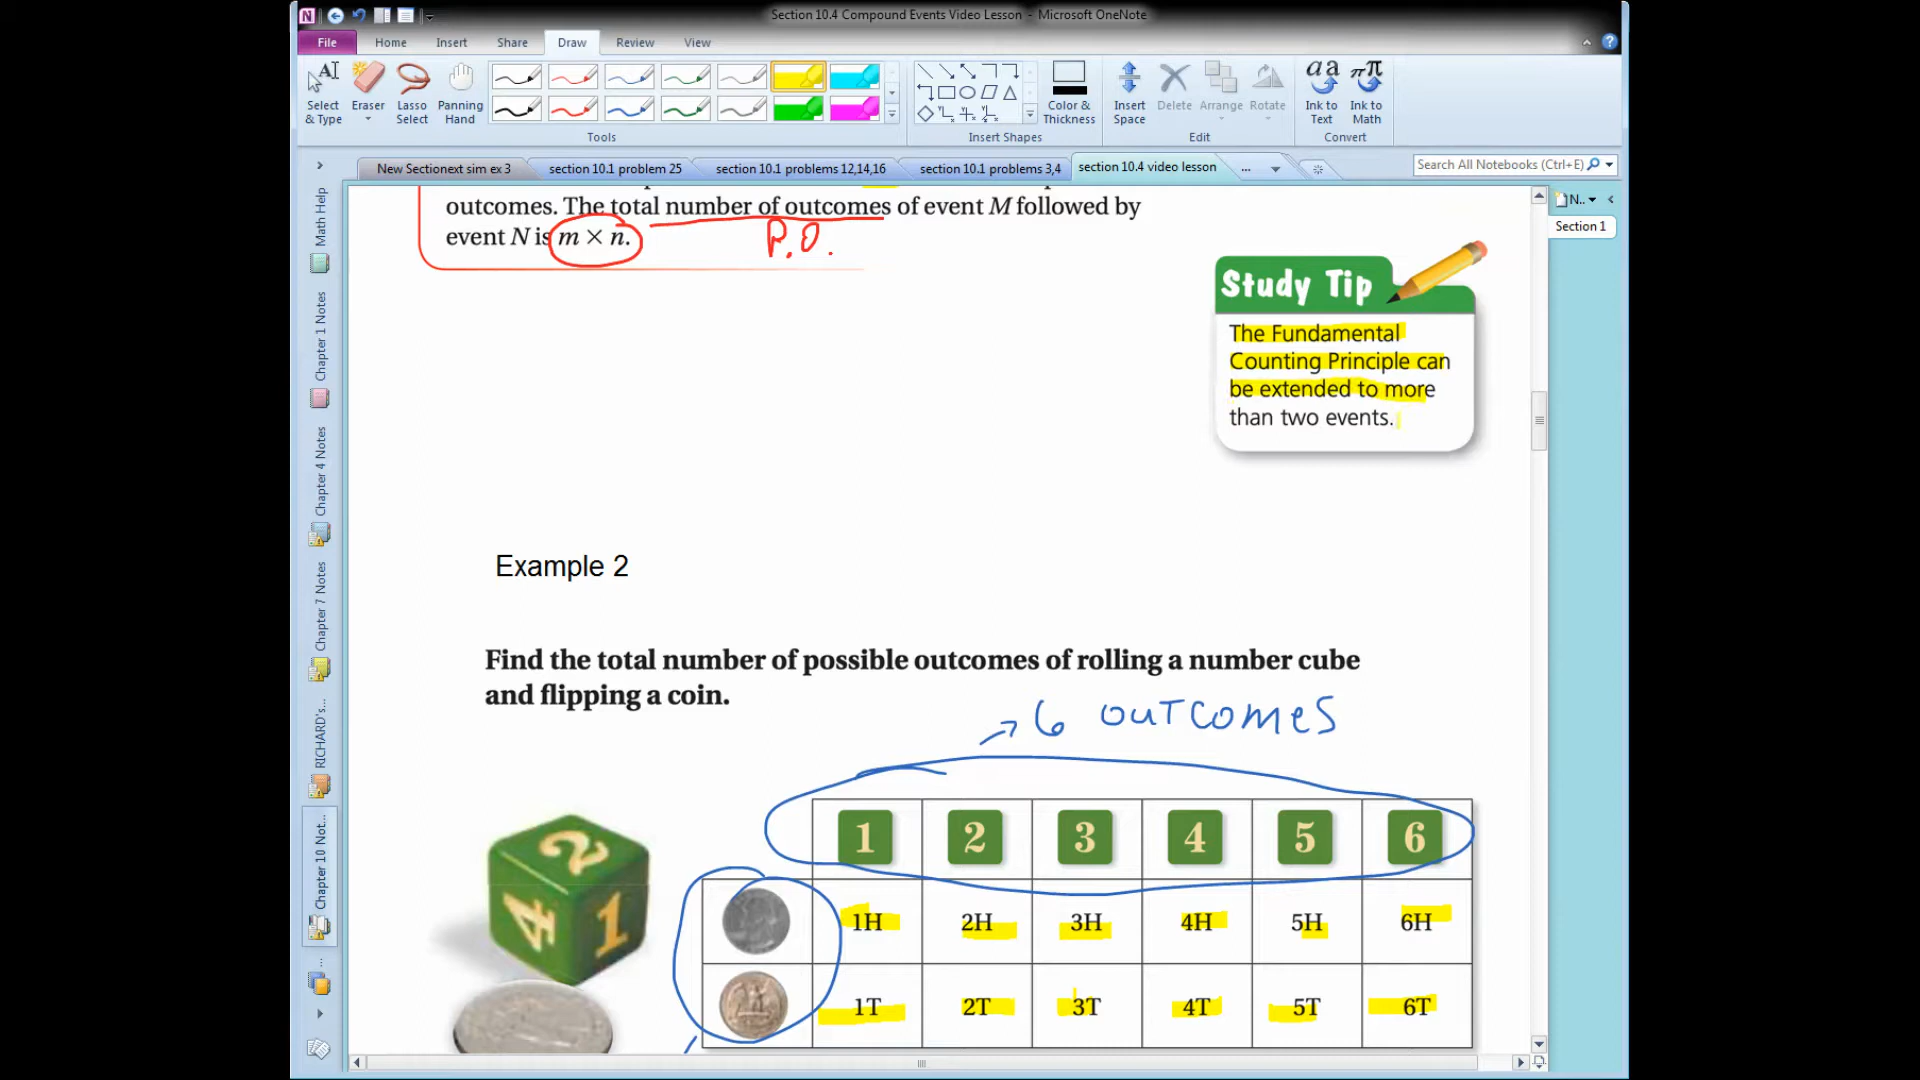 Section 10.4 Compound Events Video Lesson - Microsoft OneNote
File Home Insert Share Draw Review View
Select & Type
Eraser
Lasso Select
Panning Hand
Tools
Color & Thickness
Insert Shapes
Insert Space
Delete
Arrange
Rotate
Edit
Ink to Text
Ink to Math
Convert
New Sectionext sim ex 3
section 10.1 problem 25
section 10.1 problems 12,14,16
section 10.1 problems 3,4
section 10.4 video lesson
...
Search All Notebooks (Ctrl+E)
N..
Section 1
Math Help
Chapter 1 Notes
Chapter 4 Notes
Chapter 7 Notes
RICHARD's...
Chapter 10 Not...
outcomes. The total number of outcomes of event M followed by
event N is m × n.
P.O.
Study Tip
The Fundamental
Counting Principle can
be extended to more
than two events.
Example 2
Find the total number of possible outcomes of rolling a number cube
and flipping a coin.
6 OUTCOMES
2
4 1
1 2 3 4 5 6
1H 2H 3H 4H 5H 6H
1T 2T 3T 4T 5T 6T